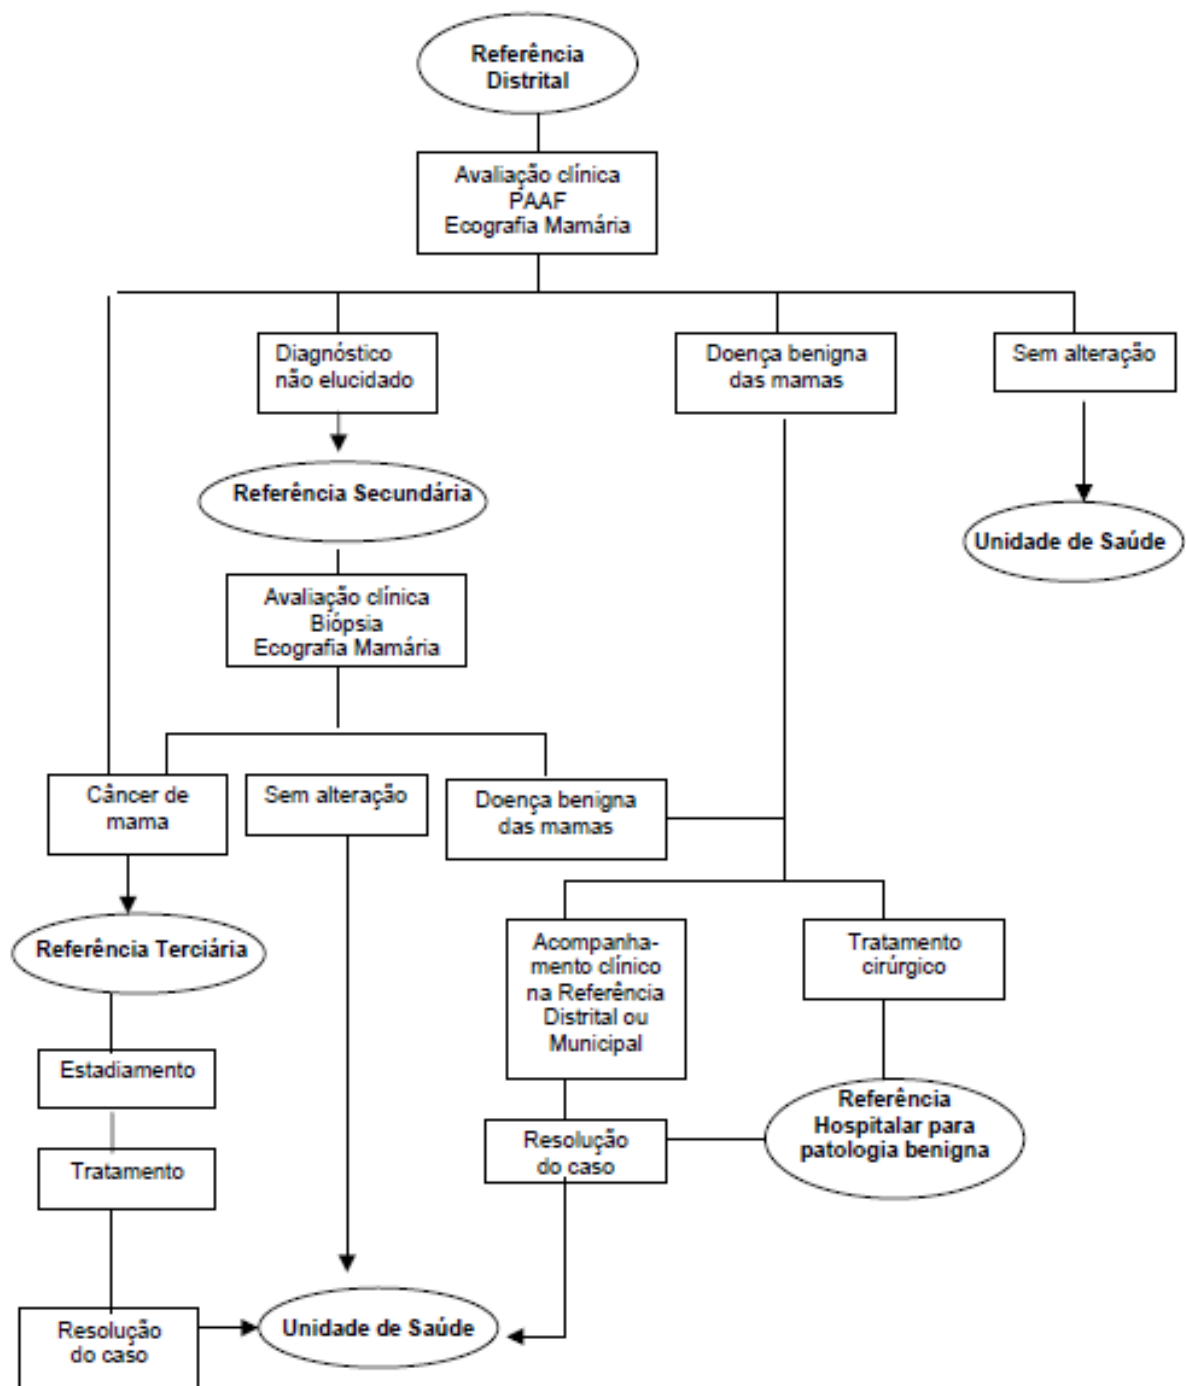 Referência
Distrital
Avaliação clínica
PAAF
Ecografia Mamária
Diagnóstico
não elucidado
Doença benigna
das mamas
Sem alteração
Referência Secundária
Unidade de Saúde
Avaliação clínica
Biópsia
Ecografia Mamária
Câncer de
mama
Sem alteração
Doença benigna
das mamas
Referência Terciária
Acompanha-
mento clínico
na Referência
Distrital ou
Municipal
Tratamento
cirúrgico
Estadiamento
Referência
Hospitalar para
patologia benigna
Resolução
do caso
Tratamento
Resolução
do caso
Unidade de Saúde